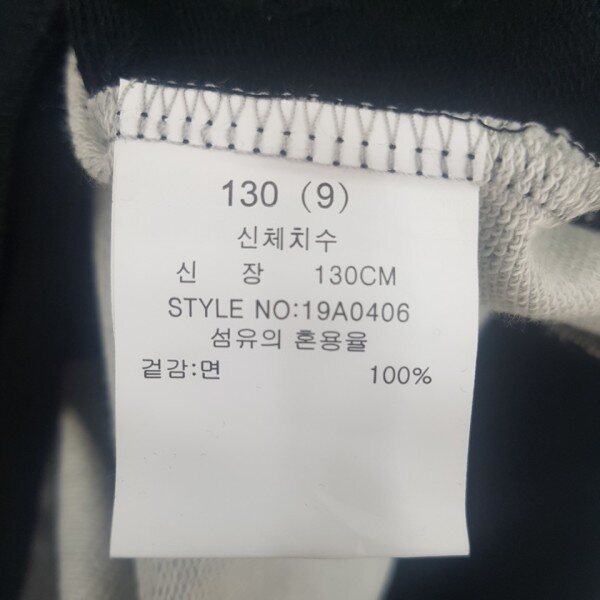 130 (9)
신체치수
신 장 130CM
STYLE NO:19A0406
섬유의 혼용율
겉감:면 100%